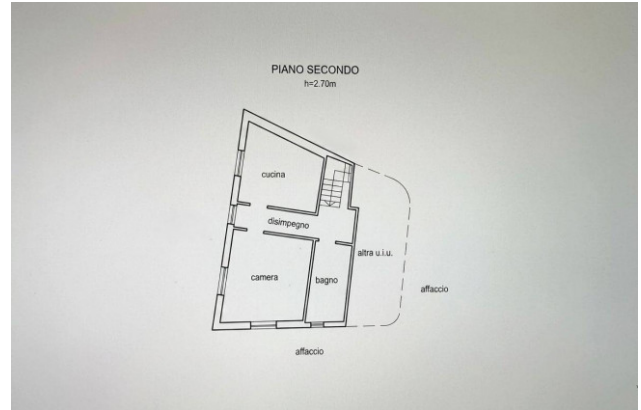 PIANO SECONDO
h=2.70m
cucina
disimpegno
altra u.i.u.
camera
bagno
affaccio
affaccio